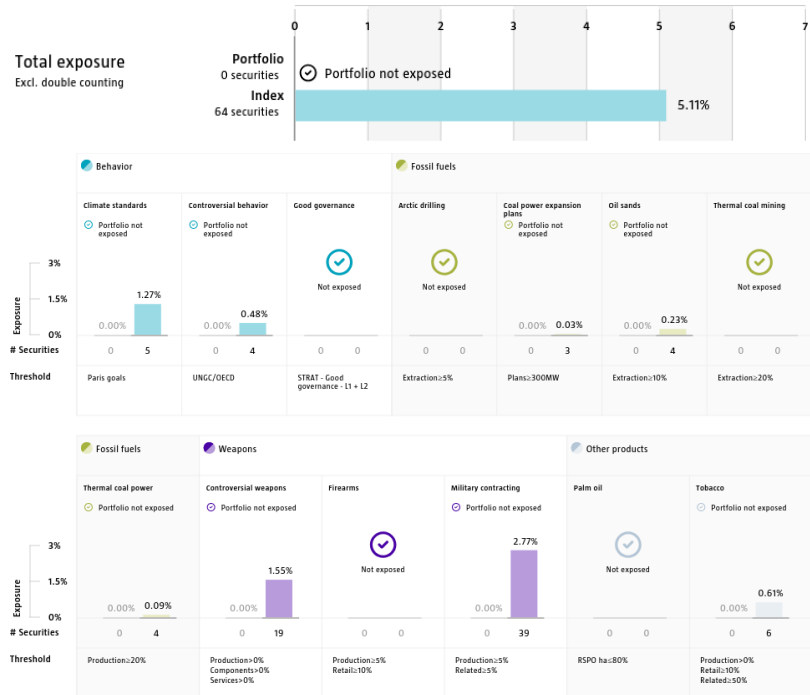 0 1 2 3 4 5 6 7
Total exposure
Excl. double counting
Portfolio
0 securities
Portfolio not exposed
Index
64 securities
5.11%
Behavior
Fossil fuels
Climate standards
Controversial behavior
Good governance
Arctic drilling
Coal power expansion
plans
Oil sands
Thermal coal mining
Portfolio not
exposed
Portfolio not
exposed
Portfolio not
exposed
Portfolio not
exposed
Not exposed
Not exposed
Not exposed
Exposure
3%
1.5%
0%
0.00% 1.27%
0.00% 0.48%
0.00% 0.03%
0.00% 0.23%
# Securities 0 5 0 4 0 0 0 0 0 3 0 4 0 0
Threshold
Paris goals
UNGC/OECD
STRAT - Good
governance - L1 + L2
Extraction≥5%
Plans≥300MW
Extraction≥10%
Extraction≥20%
Fossil fuels
Weapons
Other products
Thermal coal power
Controversial weapons
Firearms
Military contracting
Palm oil
Tobacco
Portfolio not exposed
Portfolio not exposed
Portfolio not exposed
Portfolio not exposed
Not exposed
Not exposed
Exposure
3%
1.5%
0%
0.00% 0.09%
0.00% 1.55%
0.00% 2.77%
0.00% 0.61%
# Securities 0 4 0 19 0 0 0 39 0 0 0 6
Threshold
Production≥20%
Production>0%
Components>0%
Services>0%
Production≥5%
Retail≥10%
Production≥5%
Related≥5%
RSPO ha≤80%
Production>0%
Retail≥10%
Related≥50%